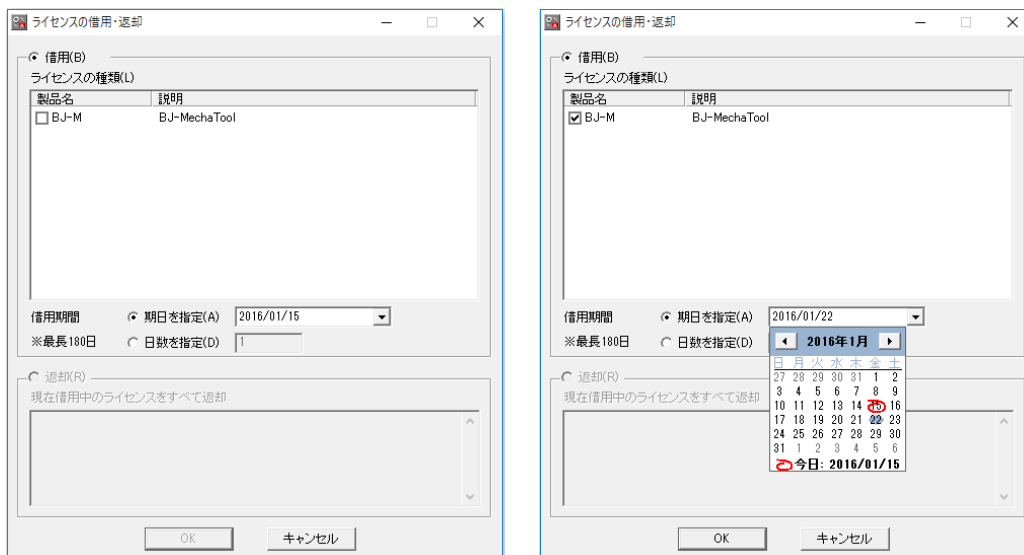 ライセンスの借用・返却
借用(B)
ライセンスの種類(L)
製品名 説明
BJ-M BJ-MechaTool
借用期間 期日を指定(A) 2016/01/15
※最長180日 日数を指定(D) 1
返却(R)
現在借用中のライセンスをすべて返却
OK キャンセル
ライセンスの借用・返却
借用(B)
ライセンスの種類(L)
製品名 説明
BJ-M BJ-MechaTool
借用期間 期日を指定(A) 2016/01/22
※最長180日 日数を指定(D)
2016年1月
日 月 火 水 木 金 土
27 28 29 30 31 1 2
3 4 5 6 7 8 9
10 11 12 13 14 15 16
17 18 19 20 21 22 23
24 25 26 27 28 29 30
31 1 2 3 4 5 6
今日: 2016/01/15
返却(R)
現在借用中のライセンスをすべて返却
OK キャンセル